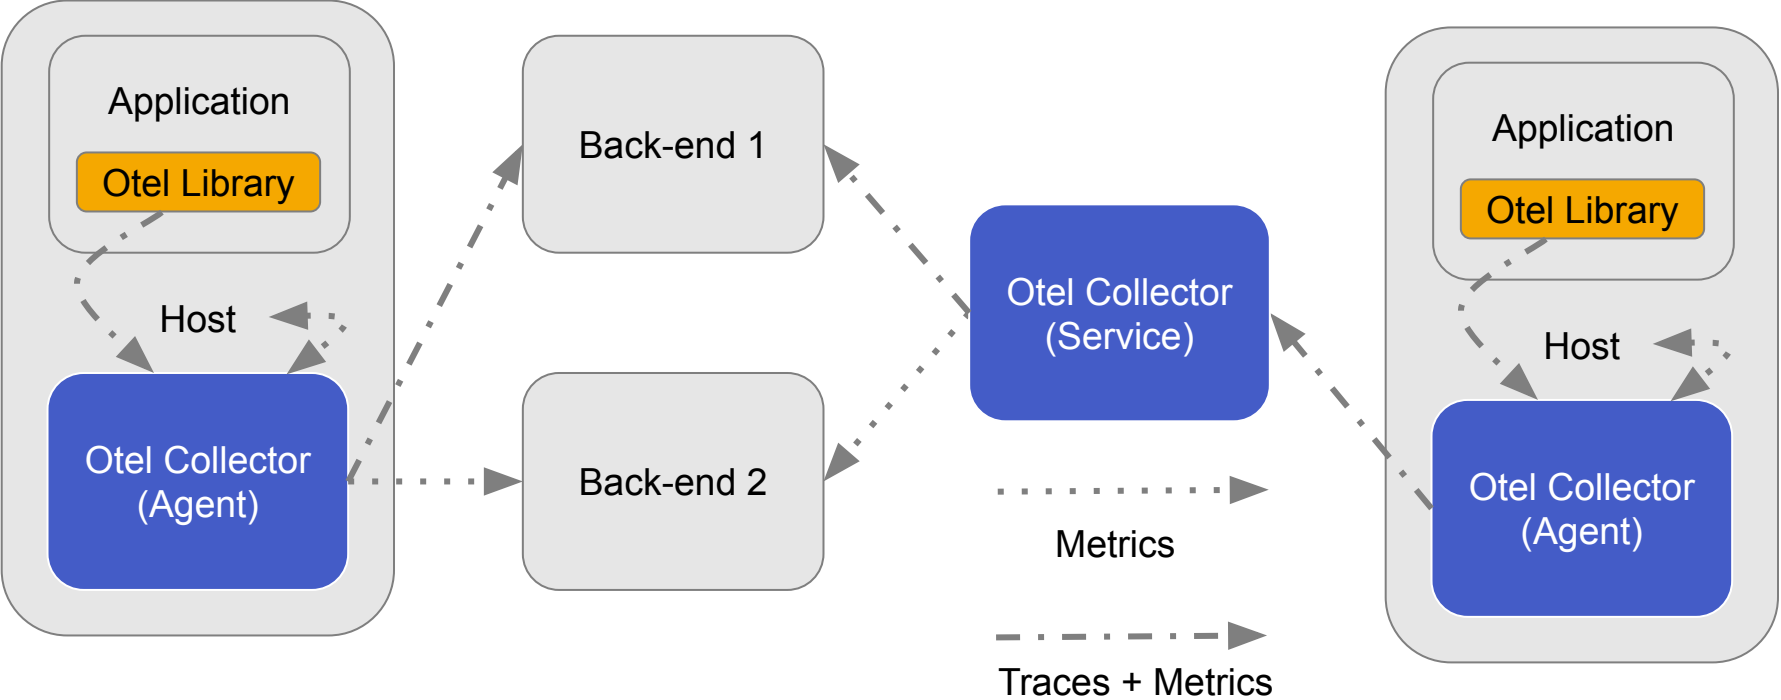 Application
Otel Library
Host
Otel Collector
(Agent)
Back-end 1
Back-end 2
Otel Collector
(Service)
Metrics
Traces + Metrics
Application
Otel Library
Host
Otel Collector
(Agent)